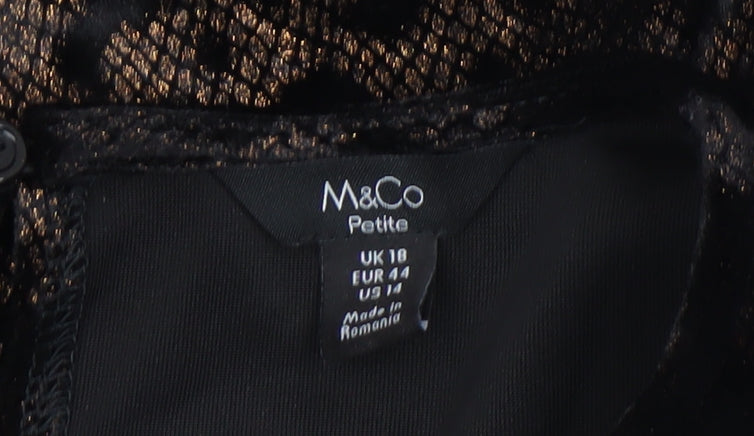 M&Co
Petite
UK 18
EUR 44
US 14
Made in
Romania